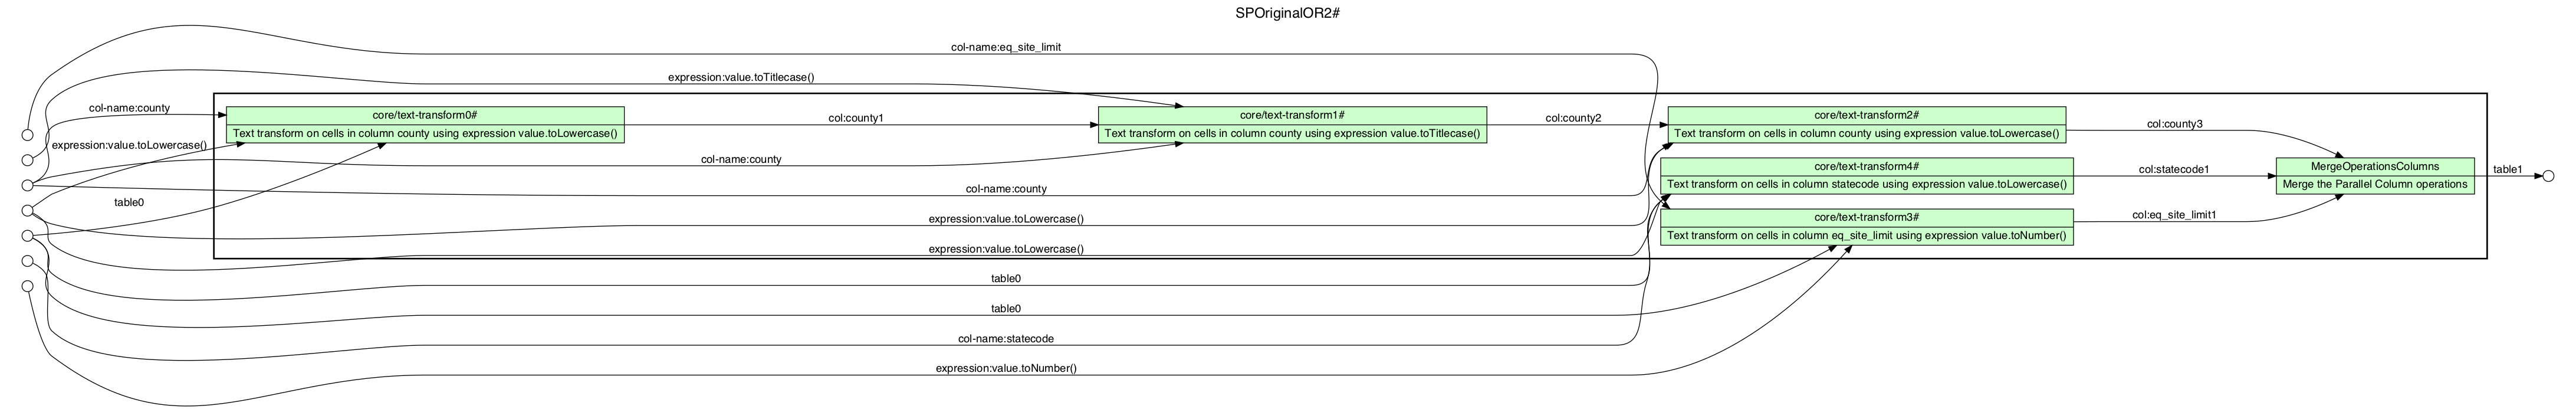 SPOriginalOR2#
col-name:eq_site_limit
expression:value.toTitlecase()
col-name:county
core/text-transform0#
Text transform on cells in column county using expression value.toLowercase()
col:county1
core/text-transform1#
Text transform on cells in column county using expression value.toTitlecase()
col:county2
core/text-transform2#
Text transform on cells in column county using expression value.toLowercase()
col:county3
expression:value.toLowercase()
col-name:county
core/text-transform4#
Text transform on cells in column statecode using expression value.toLowercase()
col:statecode1
MergeOperationsColumns
Merge the Parallel Column operations
table1
col-name:county
table0
expression:value.toLowercase()
core/text-transform3#
Text transform on cells in column eq_site_limit using expression value.toNumber()
col:eq_site_limit1
expression:value.toLowercase()
table0
table0
col-name:statecode
expression:value.toNumber()